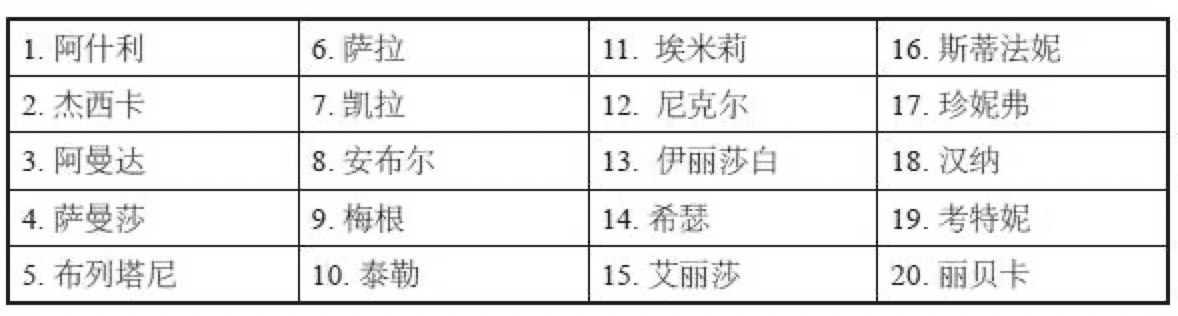 1. 阿什利 6. 萨拉 11. 埃米莉 16. 斯蒂法妮
2. 杰西卡 7. 凯拉 12. 尼克尔 17. 珍妮弗
3. 阿曼达 8. 安布尔 13. 伊丽莎白 18. 汉纳
4. 萨曼莎 9. 梅根 14. 希瑟 19. 考特妮
5. 布列塔尼 10. 泰勒 15. 艾丽莎 20. 丽贝卡